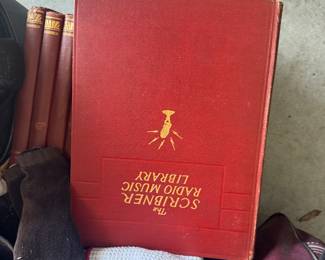 The
SCRIBNER
RADIO MUSIC
LIBRARY